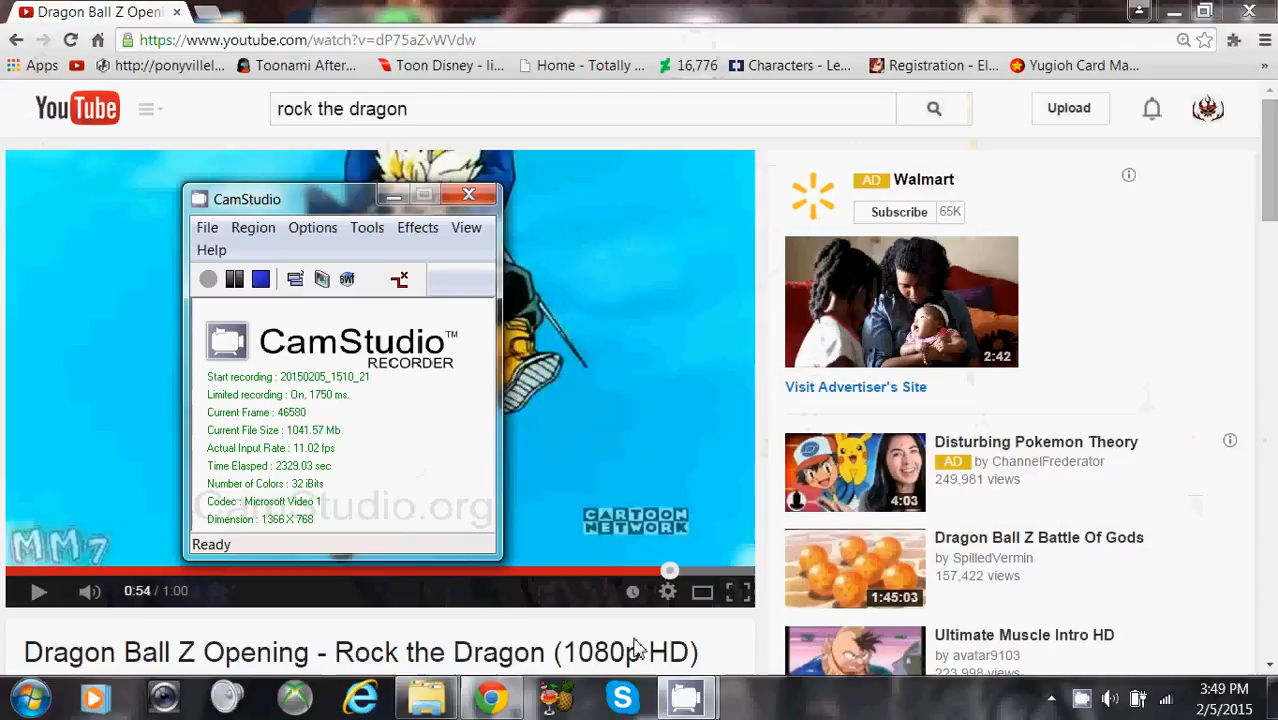 Dragon Ball Z Openi
https://www.youtube.com/watch?v=dP75aZvWVdw
Apps
http://ponyvillel...
Toonami After...
Toon Disney - li...
Home - Totally ...
16,776
Characters - Le...
Registration - El...
Yugioh Card Ma...
»
YouTube
rock the dragon
Upload
CamStudio
File Region Options Tools Effects View
Help
SWF
CamStudio™
RECORDER
Start recording : 20150205_1510_21
Limited recording : On, 1750 ms.
Current Frame : 46580
Current File Size : 1041.57 Mb
Actual Input Rate : 11.02 fps
Time Elasped : 2329.03 sec
Number of Colors : 32 iBits
Codec : Microsoft Video 1
CamStudio.org
Dimension : 1366 X 768
Ready
MM7
CARTOON
NETWORK
0:54 / 1:00
Dragon Ball Z Opening - Rock the Dragon (1080p HD)
AD Walmart
Subscribe 65K
2:42
Visit Advertiser's Site
Disturbing Pokemon Theory
AD by ChannelFrederator
249,981 views
4:03
Dragon Ball Z Battle Of Gods
by SpilledVermin
157,422 views
1:45:03
Ultimate Muscle Intro HD
by avatar9103
223,998 views
3:49 PM
2/5/2015